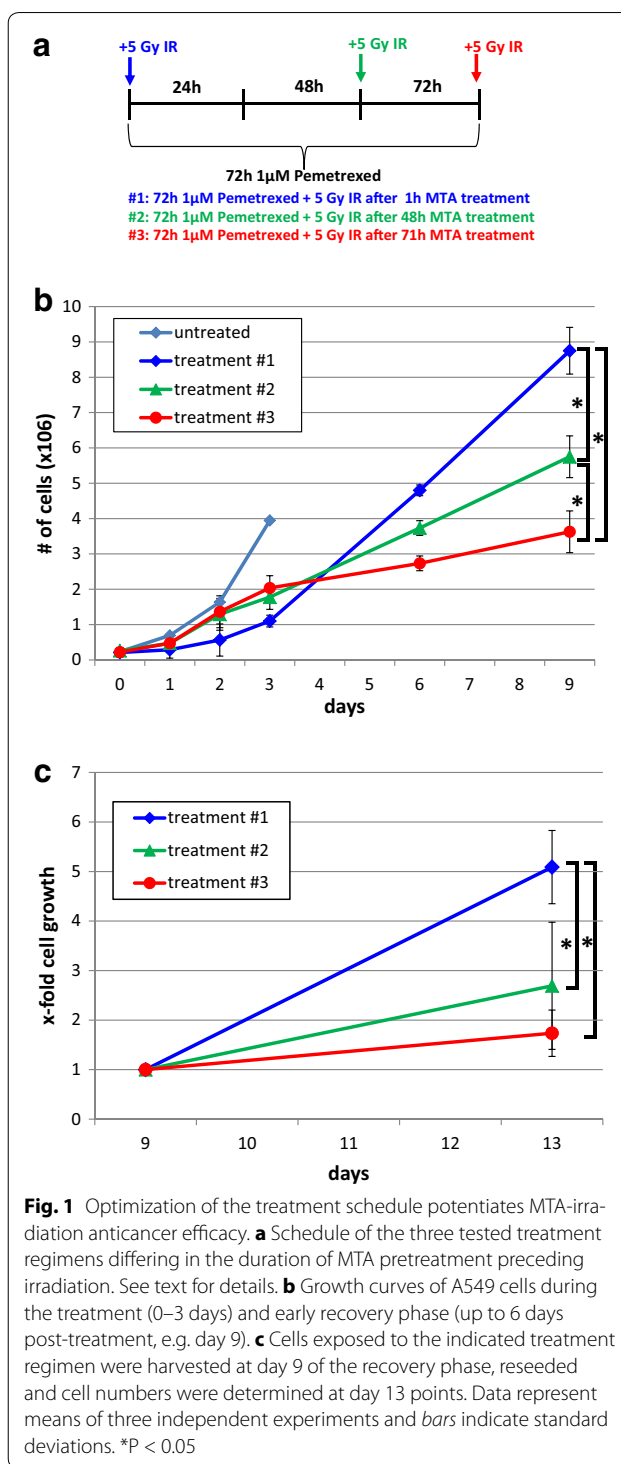 a
+5 Gy IR +5 Gy IR +5 Gy IR
24h 48h 72h
72h 1µM Pemetrexed
#1: 72h 1µM Pemetrexed + 5 Gy IR after 1h MTA treatment
#2: 72h 1µM Pemetrexed + 5 Gy IR after 48h MTA treatment
#3: 72h 1µM Pemetrexed + 5 Gy IR after 71h MTA treatment
b
10
9
8
7
6
5
4
3
2
1
0
# of cells (x106)
untreated
treatment #1
treatment #2
treatment #3
*
*
*
0 1 2 3 4 5 6 7 8 9
days
c
7
6
5
4
3
2
1
0
x-fold cell growth
treatment #1
treatment #2
treatment #3
* *
9 10 11 12 13
days
Fig. 1 Optimization of the treatment schedule potentiates MTA-irra-
diation anticancer efficacy. a Schedule of the three tested treatment
regimens differing in the duration of MTA pretreatment preceding
irradiation. See text for details. b Growth curves of A549 cells during
the treatment (0–3 days) and early recovery phase (up to 6 days
post-treatment, e.g. day 9). c Cells exposed to the indicated treatment
regimen were harvested at day 9 of the recovery phase, reseeded
and cell numbers were determined at day 13 points. Data represent
means of three independent experiments and bars indicate standard
deviations. *P < 0.05